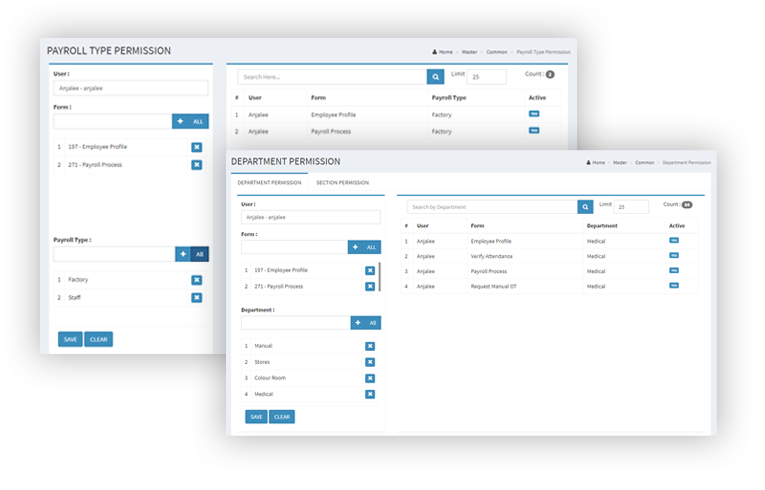 PAYROLL TYPE PERMISSION
Home - Master - Common - Payroll Type Permission
User :
Anjalee - anjalee
Form :
+ ALL
1 197 - Employee Profile
2 271 - Payroll Process
Payroll Type :
+ All
1 Factory
2 Staff
SAVE CLEAR
Search Here... Limit 25 Count : 2
# User Form Payroll Type Active
1 Anjalee Employee Profile Factory
2 Anjalee Payroll Process Factory
DEPARTMENT PERMISSION
Home - Master - Common - Department Permission
DEPARTMENT PERMISSION SECTION PERMISSION
User :
Anjalee - anjalee
Form :
+ ALL
1 197 - Employee Profile
2 271 - Payroll Process
Department :
+ All
1 Manual
2 Stores
3 Colour Room
4 Medical
SAVE CLEAR
Search by Department Limit 25 Count :
# User Form Department Active
1 Anjalee Employee Profile Medical
2 Anjalee Verify Attendance Medical
3 Anjalee Payroll Process Medical
4 Anjalee Request Manual OT Medical